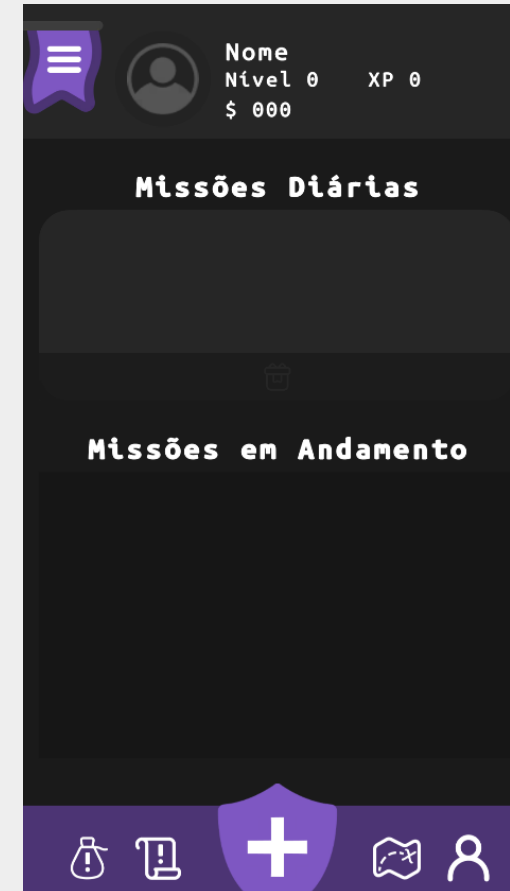 Nome
Nível 0 XP 0
$ 000
Missões Diárias
Missões em Andamento